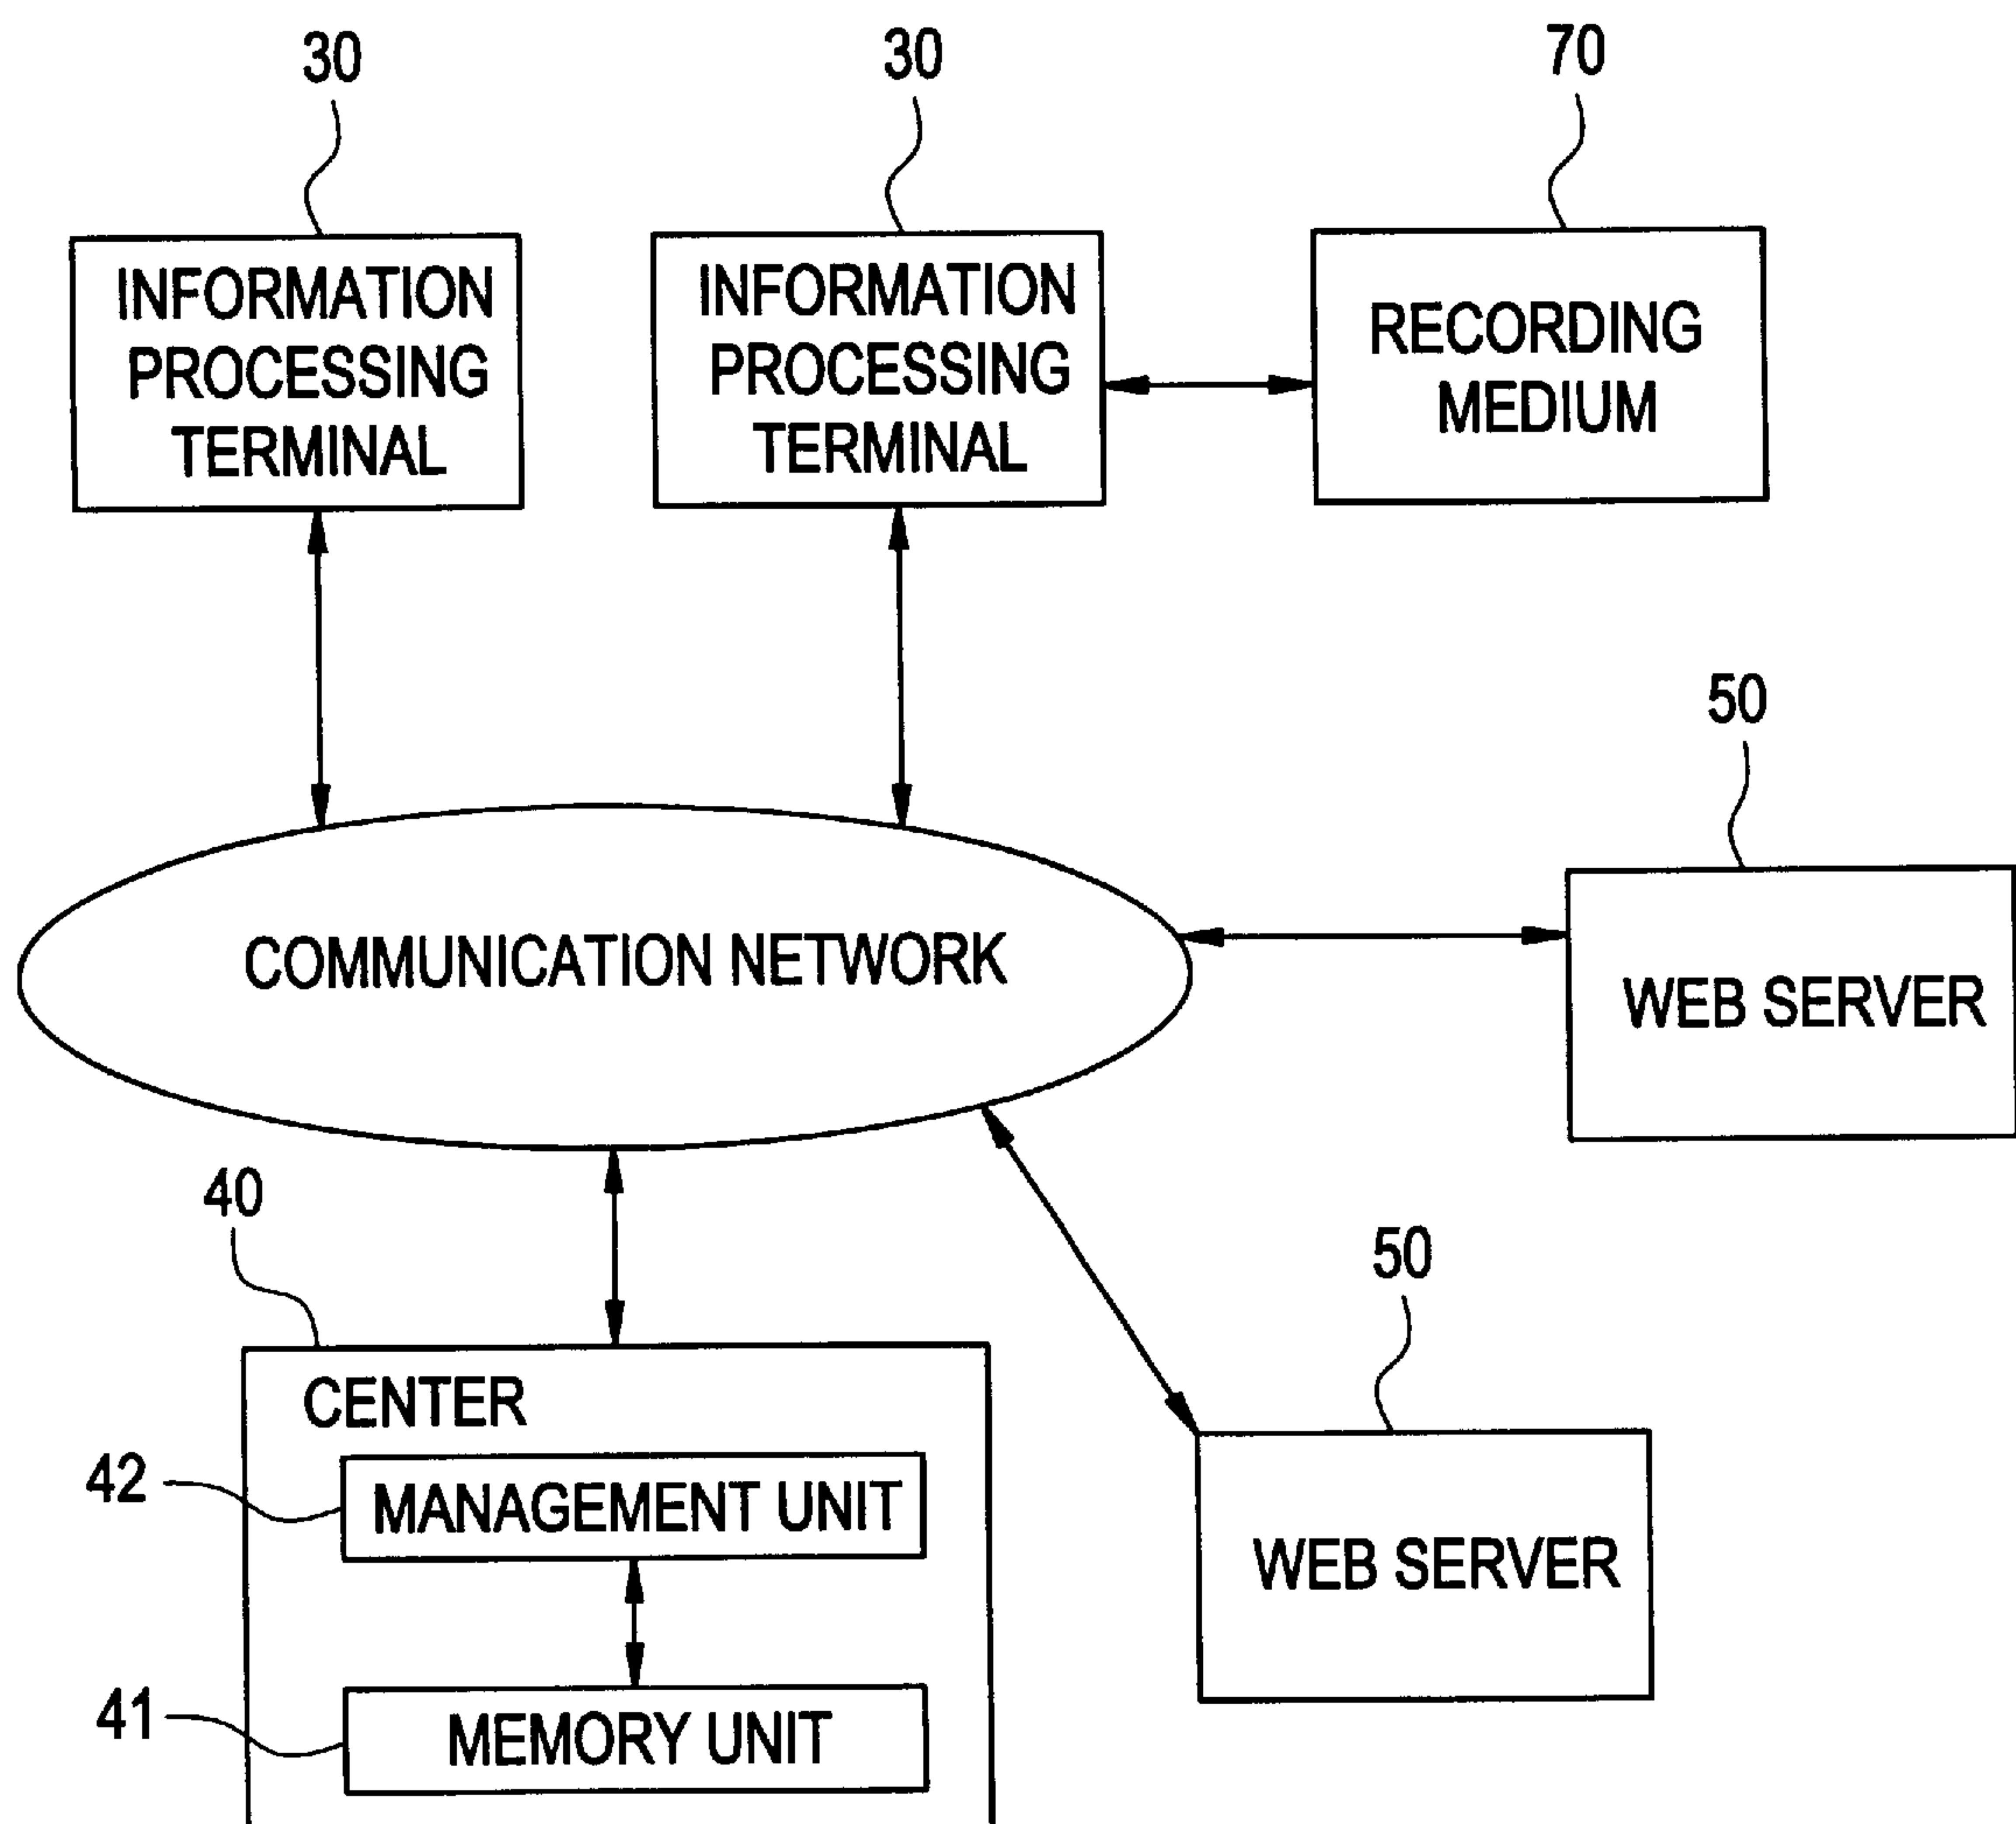 30
30
70
INFORMATION
PROCESSING
TERMINAL
INFORMATION
PROCESSING
TERMINAL
RECORDING
MEDIUM
50
COMMUNICATION NETWORK
WEB SERVER
40
50
CENTER
42
MANAGEMENT UNIT
WEB SERVER
41
MEMORY UNIT